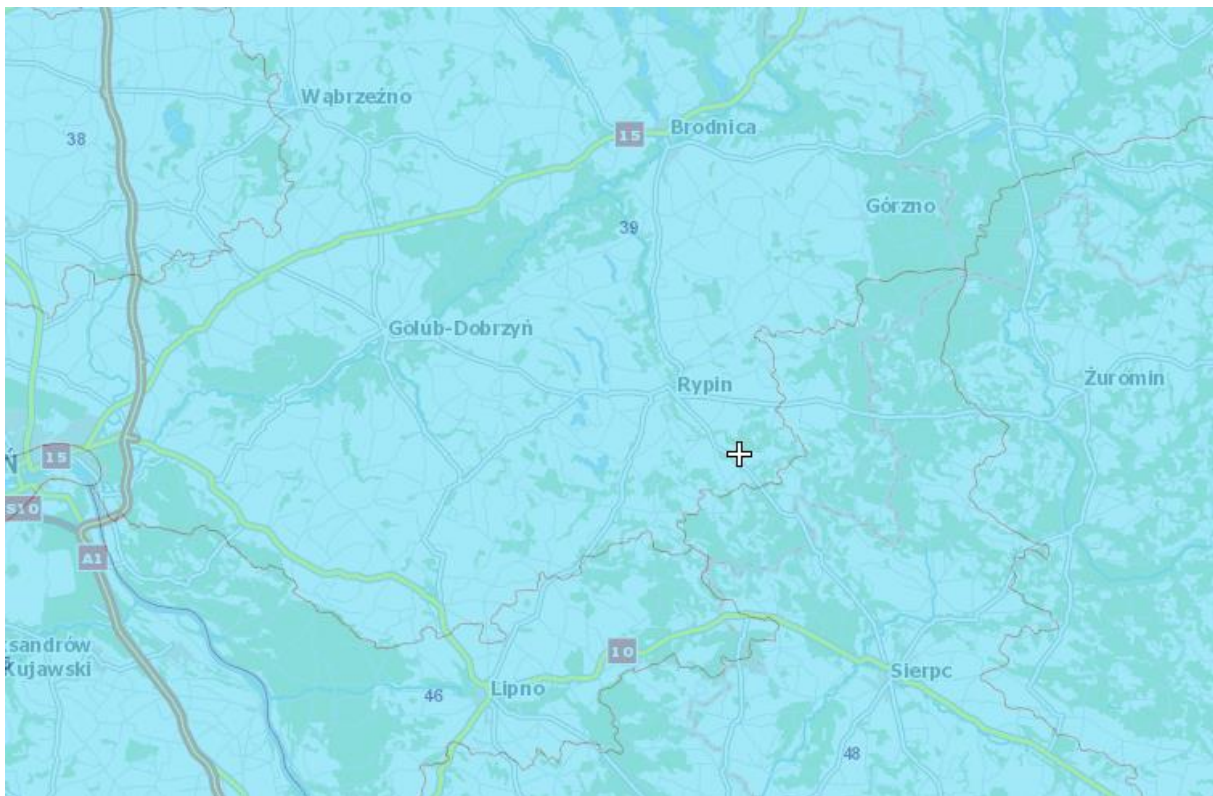 Wąbrzeźno
38
15
Brodnica
Górzno
39
Golub-Dobrzyń
Rypin
Żuromin
15
Ń
S10
A1
sandrów
Kujawski
10
Sierpc
46
Lipno
48